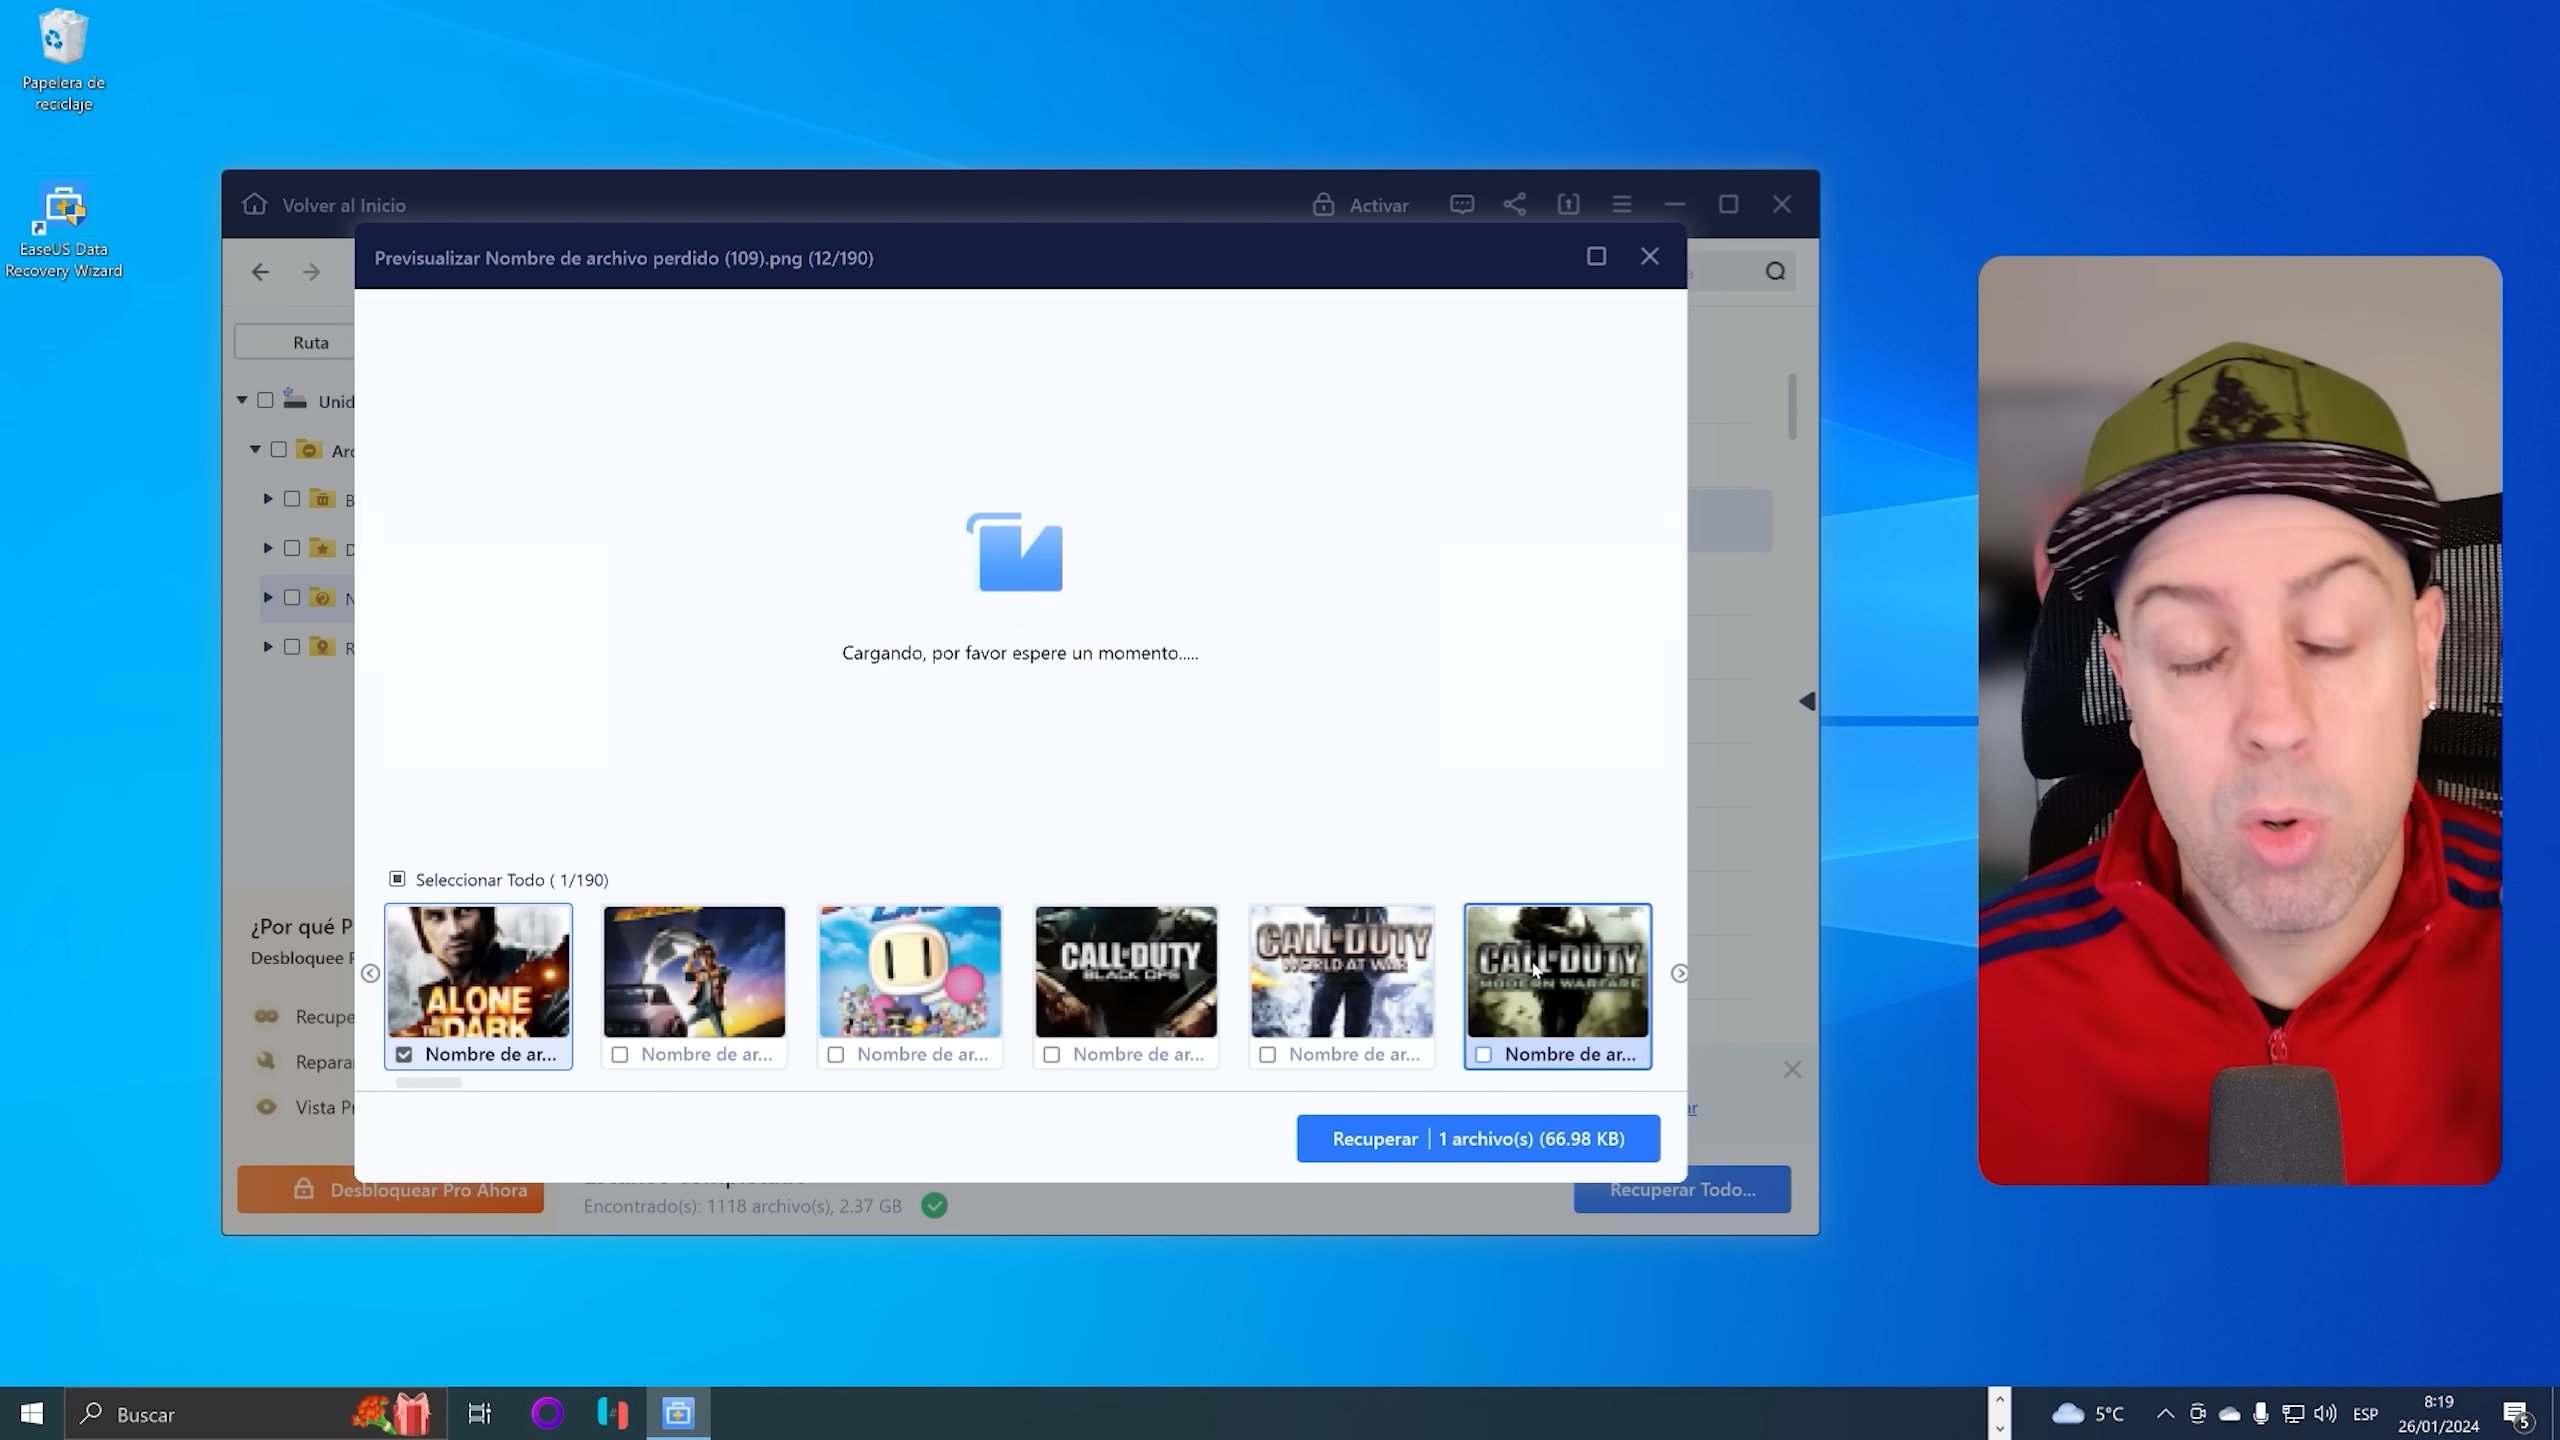 Papelera de
reciclaje
EaseUS Data
Recovery Wizard
Volver al Inicio
Activar
Previsualizar Nombre de archivo perdido (109).png (12/190)
Ruta
Unid
Arc
B
D
N
R
Cargando, por favor espere un momento.....
Seleccionar Todo ( 1/190)
ALONE
DARK
CALL DUTY
BLACK OPS
CALL DUTY
WORLD AT WAR
CALL DUTY
MODERN WARFARE
Nombre de ar...
Nombre de ar...
Nombre de ar...
Nombre de ar...
Nombre de ar...
Nombre de ar...
¿Por qué P
Desbloquee
Recupe
Repara
Vista Pr
ar
Recuperar | 1 archivo(s) (66.98 KB)
Desbloquear Pro Ahora
Encontrado(s): 1118 archivo(s), 2.37 GB
Recuperar Todo...
Buscar
5°C
ESP
8:19
26/01/2024
5